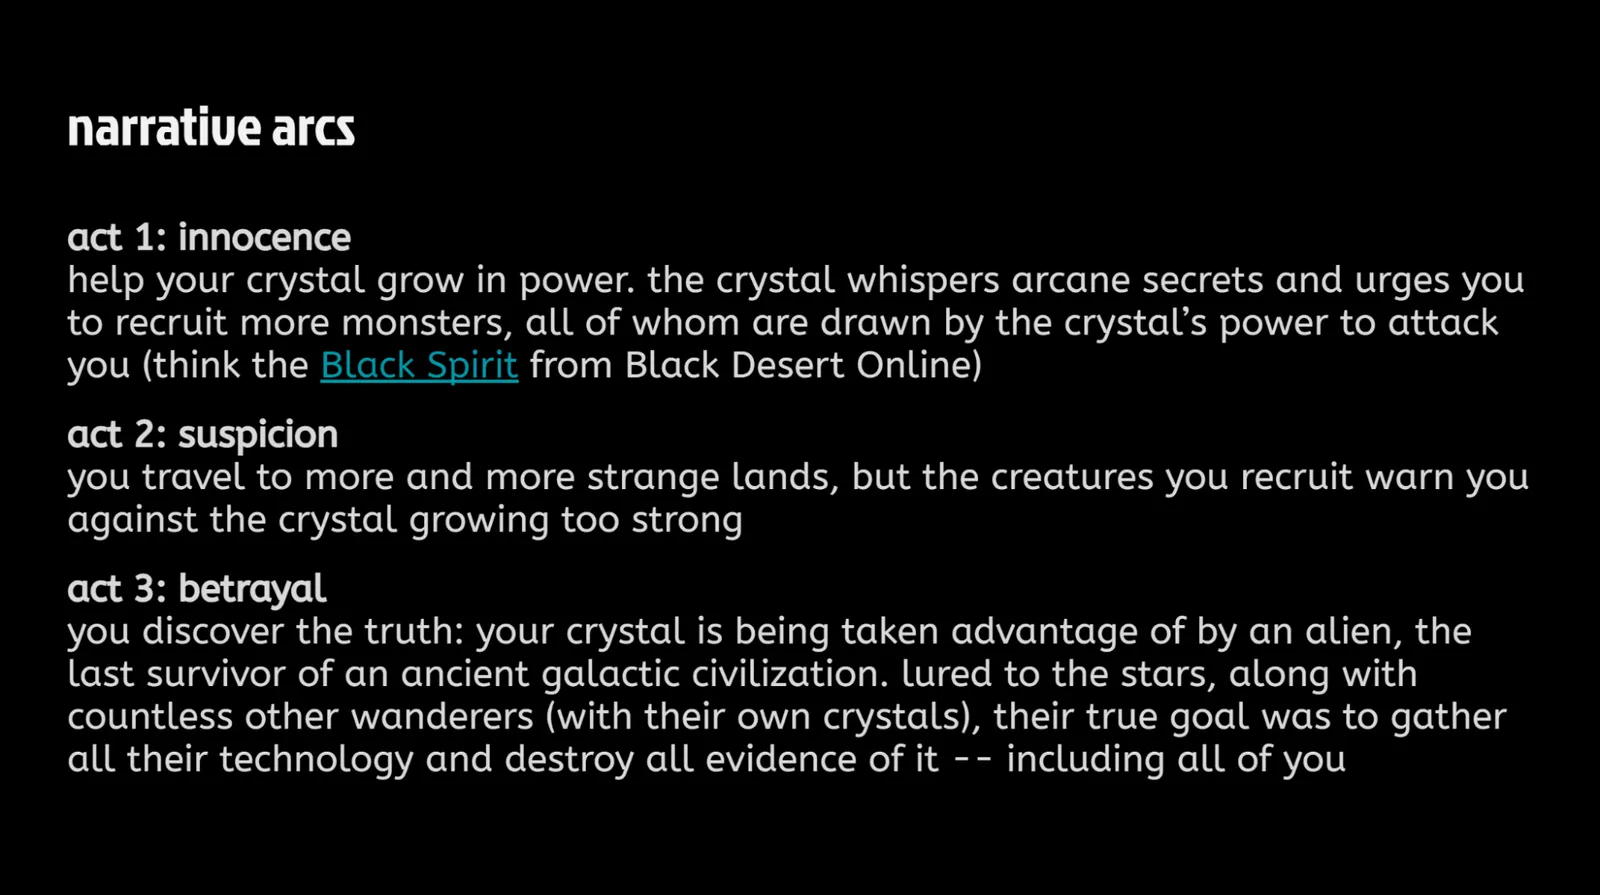 narrative arcs
act 1: innocence
help your crystal grow in power. the crystal whispers arcane secrets and urges you
to recruit more monsters, all of whom are drawn by the crystal’s power to attack
you (think the Black Spirit from Black Desert Online)
act 2: suspicion
you travel to more and more strange lands, but the creatures you recruit warn you
against the crystal growing too strong
act 3: betrayal
you discover the truth: your crystal is being taken advantage of by an alien, the
last survivor of an ancient galactic civilization. lured to the stars, along with
countless other wanderers (with their own crystals), their true goal was to gather
all their technology and destroy all evidence of it -- including all of you